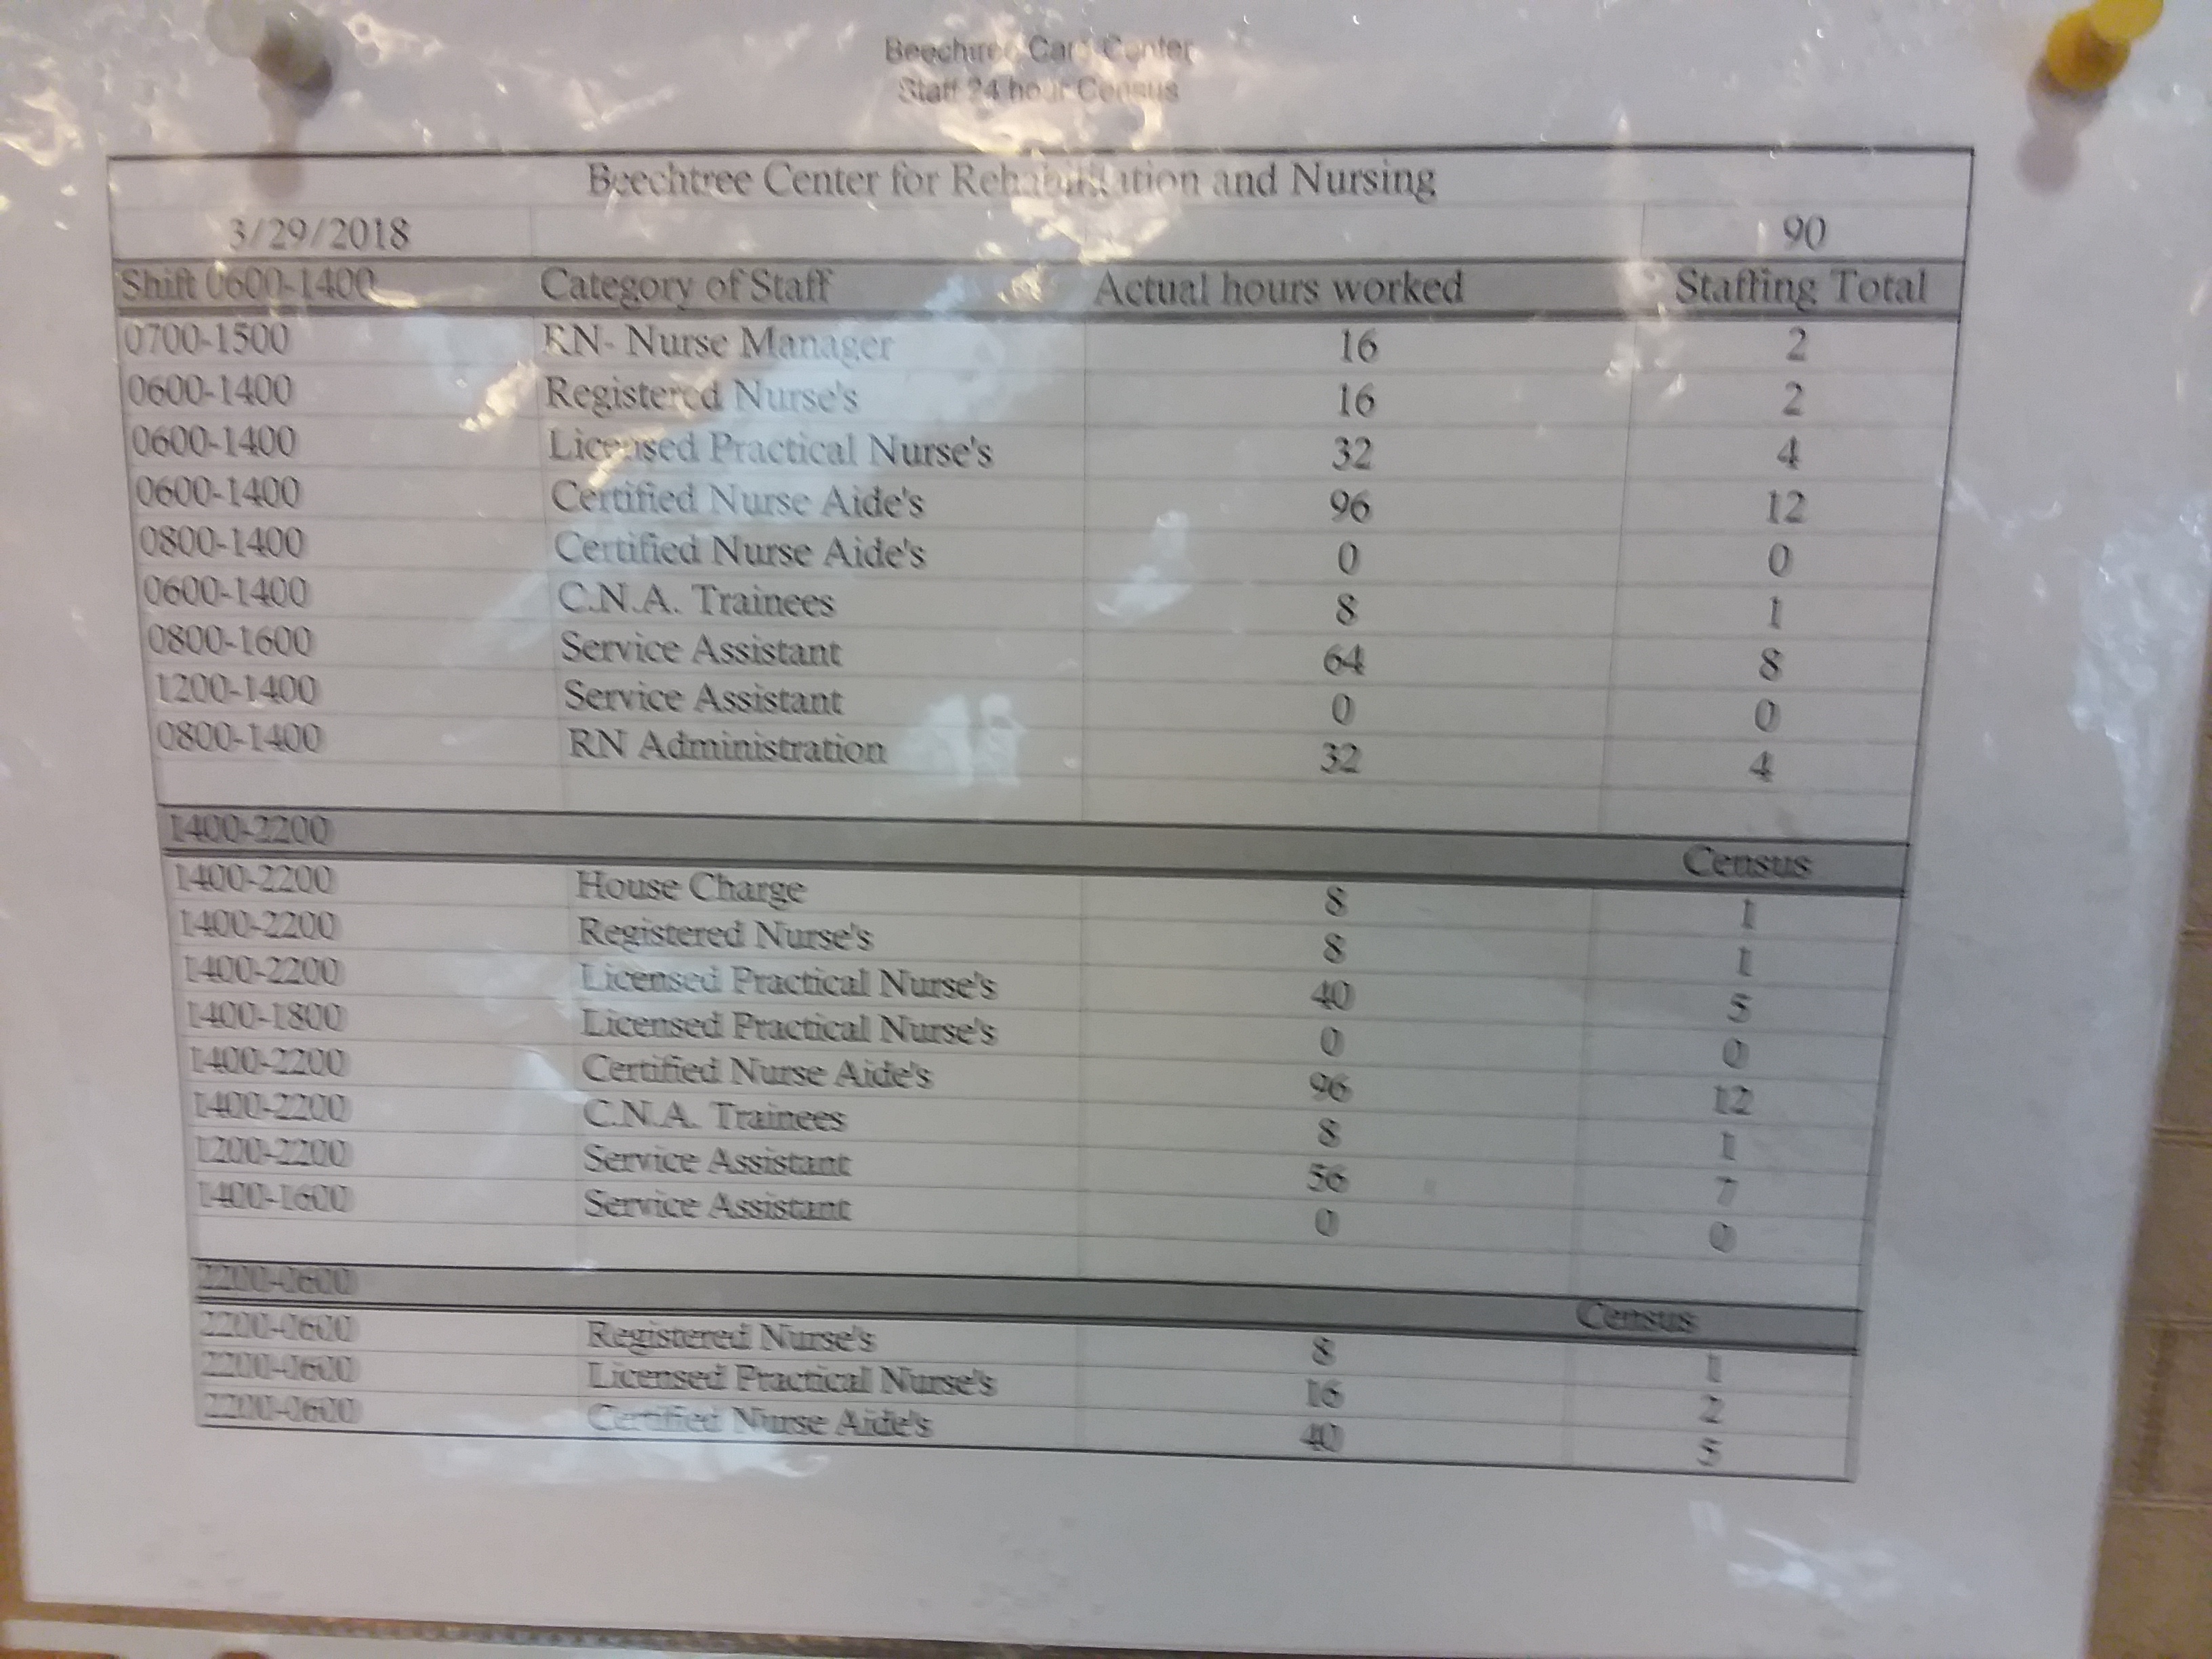 Beechtree Care Center
Staff 24 hour Census
Beechtree Center for Rehabilitation and Nursing
3/29/2018 90
Shift 0600-1400 Category of Staff Actual hours worked Staffing Total
0700-1500 RN- Nurse Manager 16 2
0600-1400 Registered Nurse's 16 2
0600-1400 Licensed Practical Nurse's 32 4
0600-1400 Certified Nurse Aide's 96 12
0800-1400 Certified Nurse Aide's 0 0
0600-1400 C.N.A. Trainees 8 1
0800-1600 Service Assistant 64 8
1200-1400 Service Assistant 0 0
0800-1400 RN Administration 32 4
1400-2200 Census
1400-2200 House Charge 8 1
1400-2200 Registered Nurse's 8 1
1400-2200 Licensed Practical Nurse's 40 5
1400-1800 Licensed Practical Nurse's 0 0
1400-2200 Certified Nurse Aide's 96 12
1400-2200 C.N.A. Trainees 8 1
1200-2200 Service Assistant 56 7
1400-1600 Service Assistant 0 0
2200-0600 Census
2200-0600 Registered Nurse's 8 1
2200-0600 Licensed Practical Nurse's 16 2
2200-0600 Certified Nurse Aide's 40 5